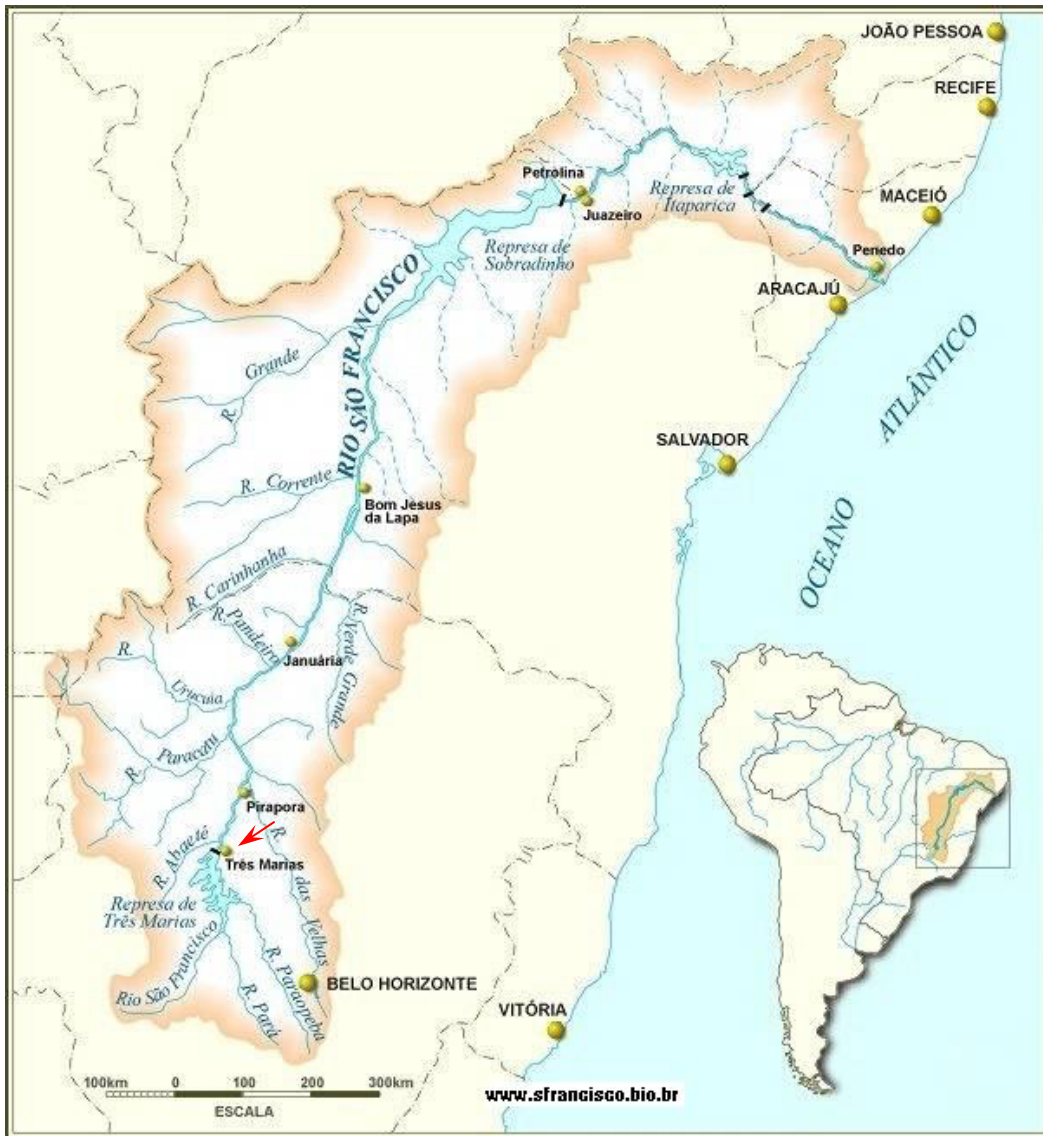 JOÃO PESSOA
RECIFE
Petrolina
Juazeiro
Represa de
Itaparica
MACEIÓ
Represa de
Sobradinho
Penedo
ARACAJÚ
RIO SÃO FRANCISCO
R. Grande
OCEANO ATLÂNTICO
SALVADOR
R. Corrente
Bom Jesus
da Lapa
R. Carinhanha
R. Pandeiro
R. Verde Grande
Januária
R. Urucuia
R. Paracatu
Pirapora
R. Abaeté
Três Marias
R. das Velhas
Represa de
Três Marias
Rio São Francisco
R. Pará
R. Paraopeba
BELO HORIZONTE
VITÓRIA
100km 0 100 200 300km
ESCALA
www.sfrancisco.bio.br